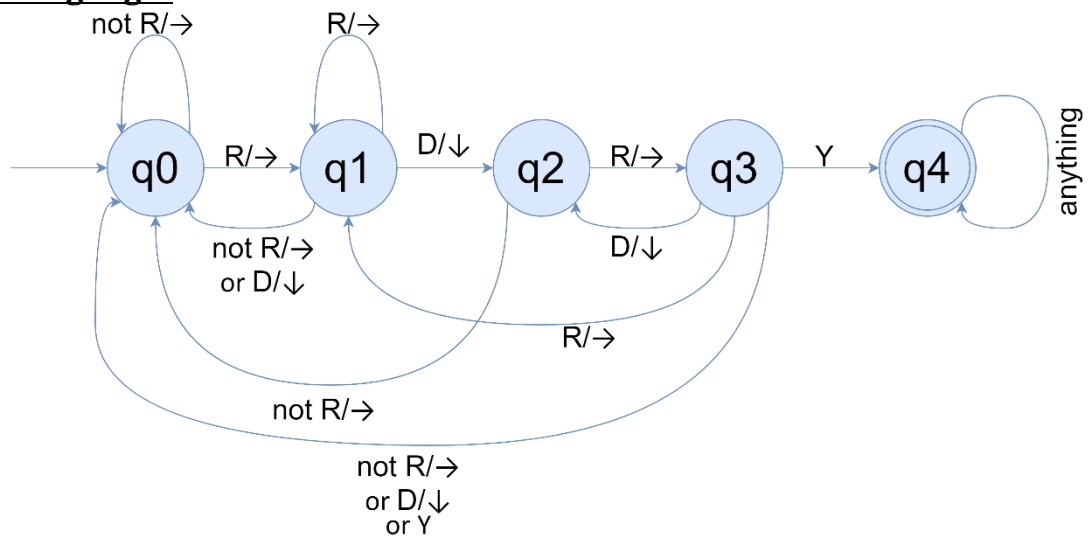 not R/→
R/→
q0
R/→
q1
D/↓
q2
R/→
q3
Y
q4
anything
not R/→
or D/↓
D/↓
R/→
not R/→
not R/→
or D/↓
or Y